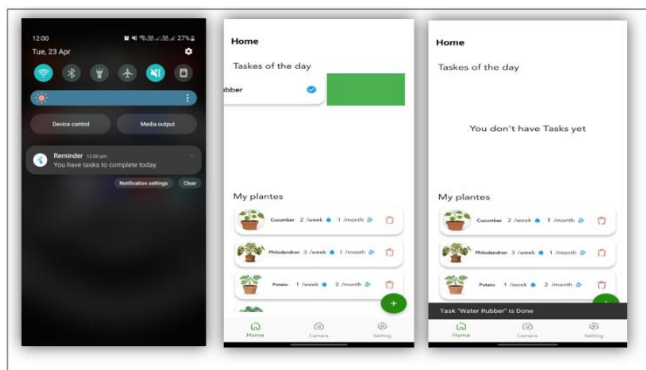 12:00
27%
Tue, 23 Apr
Device control
Media output
Reminder 12:00 pm
You have tasks to complete today.
Notification settings
Clear
Home
Taskes of the day
bber
My plantes
Cucumber 2 /week 1 /month
Philodendron 3 /week 1 /month
Potato 1 /week 2 /month
+
Home
Camera
Setting
Home
Taskes of the day
You don't have Tasks yet
My plantes
Cucumber 2 /week 1 /month
Philodendron 3 /week 1 /month
Potato 1 /week 2 /month
Task "Water Rubber" is Done
Home
Camera
Setting